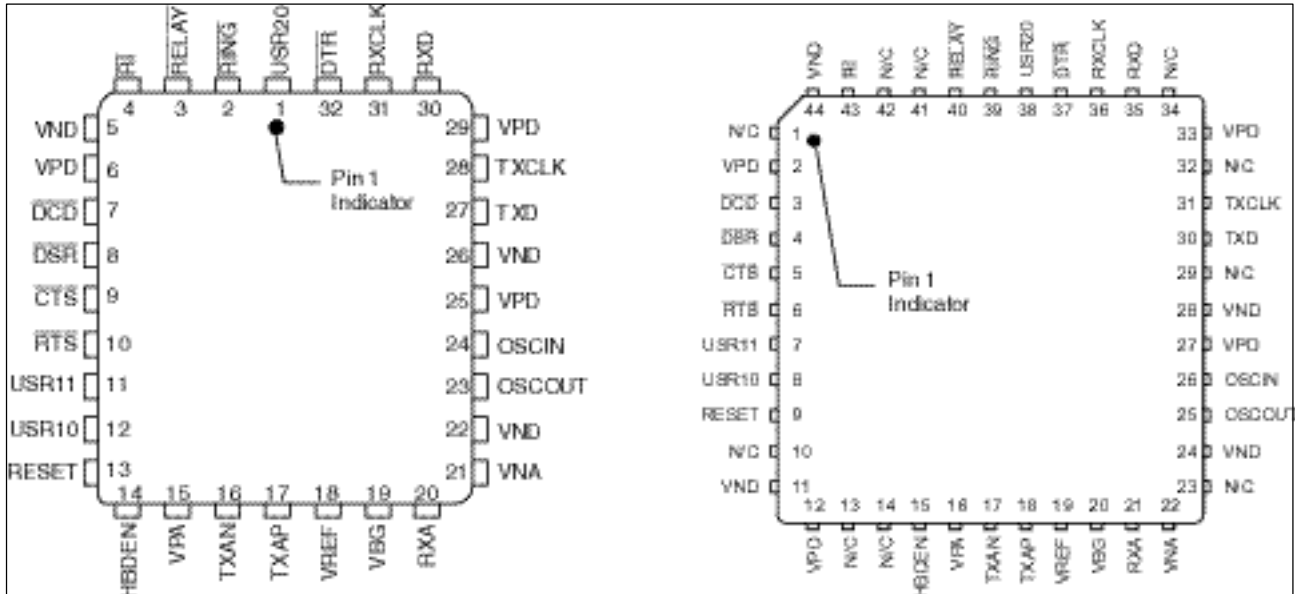 RI RELAY RING USR20 DTR RXCLK RXD
4 3 2 1 32 31 30
VND 5 29 VPD
VPD 6 28 TXCLK
Pin 1
Indicator
DCD 7 27 TXD
DSR 8 26 VND
CTS 9 25 VPD
RTS 10 24 OSCIN
USR11 11 23 OSCOUT
USR10 12 22 VND
RESET 13 21 VNA
14 15 16 17 18 19 20
HBDEN VPA TXAN TXAP VREF VBG RXA
VND RI N/C N/C RELAY RING USR20 DTR RXCLK RXD N/C
44 43 42 41 40 39 38 37 36 35 34
N/C 1 33 VPD
VPD 2 32 N/C
DCD 3 31 TXCLK
DSR 4 30 TXD
CTS 5 29 N/C
Pin 1
Indicator
RTS 6 28 VND
USR11 7 27 VPD
USR10 8 26 OSCIN
RESET 9 25 OSCOUT
N/C 10 24 VND
VND 11 23 N/C
12 13 14 15 16 17 18 19 20 21 22
VPD N/C N/C HBDEN VPA TXAN TXAP VREF VBG RXA VNA